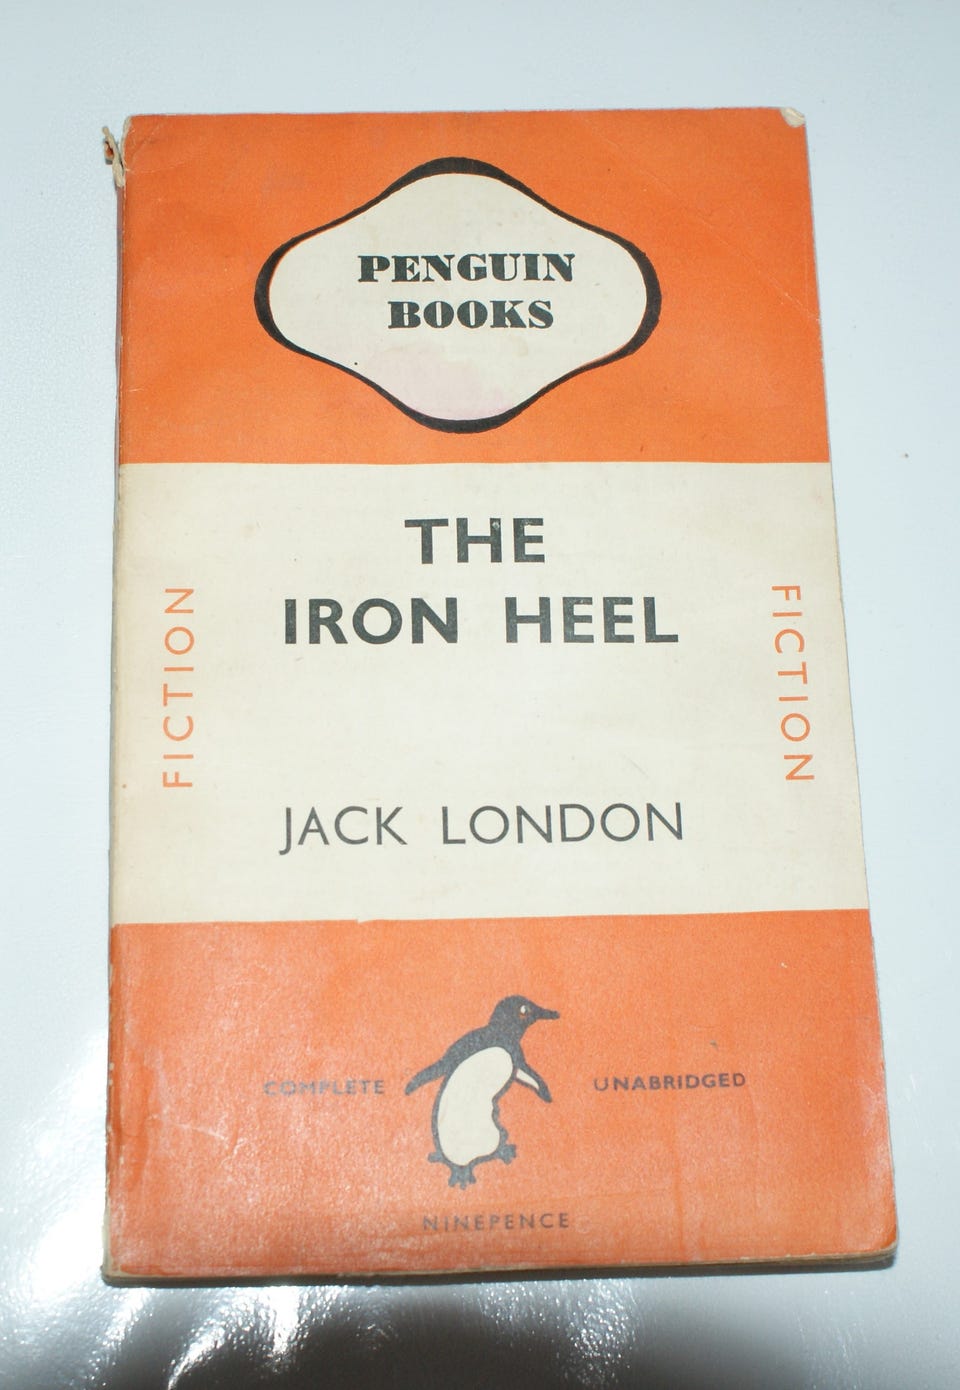 PENGUIN
BOOKS
THE
IRON HEEL
FICTION
FICTION
JACK LONDON
COMPLETE
UNABRIDGED
NINEPENCE